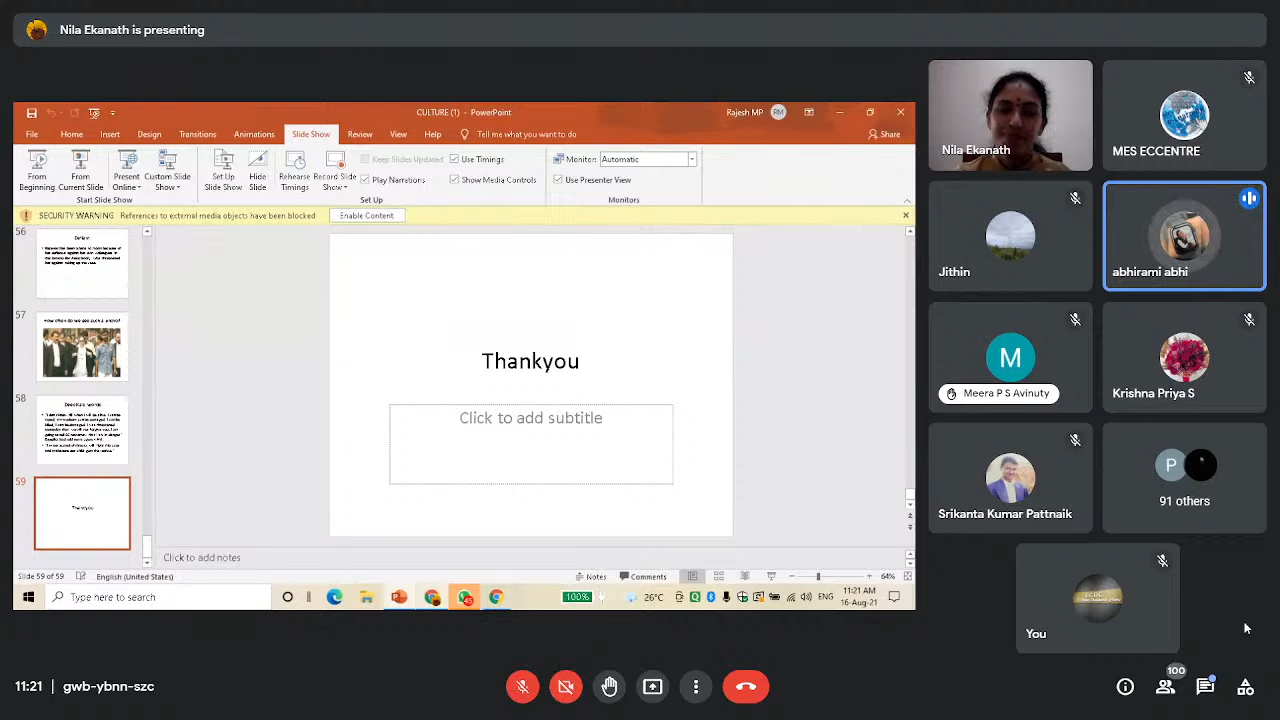 Nila Ekanath is presenting
CULTURE (1) - PowerPoint
Rajesh MP
RM
File
Home
Insert
Design
Transitions
Animations
Slide Show
Review
View
Help
Tell me what you want to do
Share
From Beginning
From Current Slide
Present Online
Custom Slide Show
Start Slide Show
Set Up Slide Show
Hide Slide
Rehearse Timings
Record Slide Show
Keep Slides Updated
Play Narrations
Use Timings
Show Media Controls
Set Up
Monitor:
Automatic
Use Presenter View
Monitors
SECURITY WARNING References to external media objects have been blocked
Enable Content
56
57
58
59
Thankyou
Thankyou
Click to add subtitle
Click to add notes
Slide 59 of 59
English (United States)
Notes
Comments
64%
Type here to search
45
100%
26°C
ENG
11:21 AM
16-Aug-21
Nila Ekanath
MES ECCENTRE
Jithin
abhirami abhi
M
Meera P S Avinuty
Krishna Priya S
Srikanta Kumar Pattnaik
P
91 others
You
11:21
gwb-ybnn-szc
100